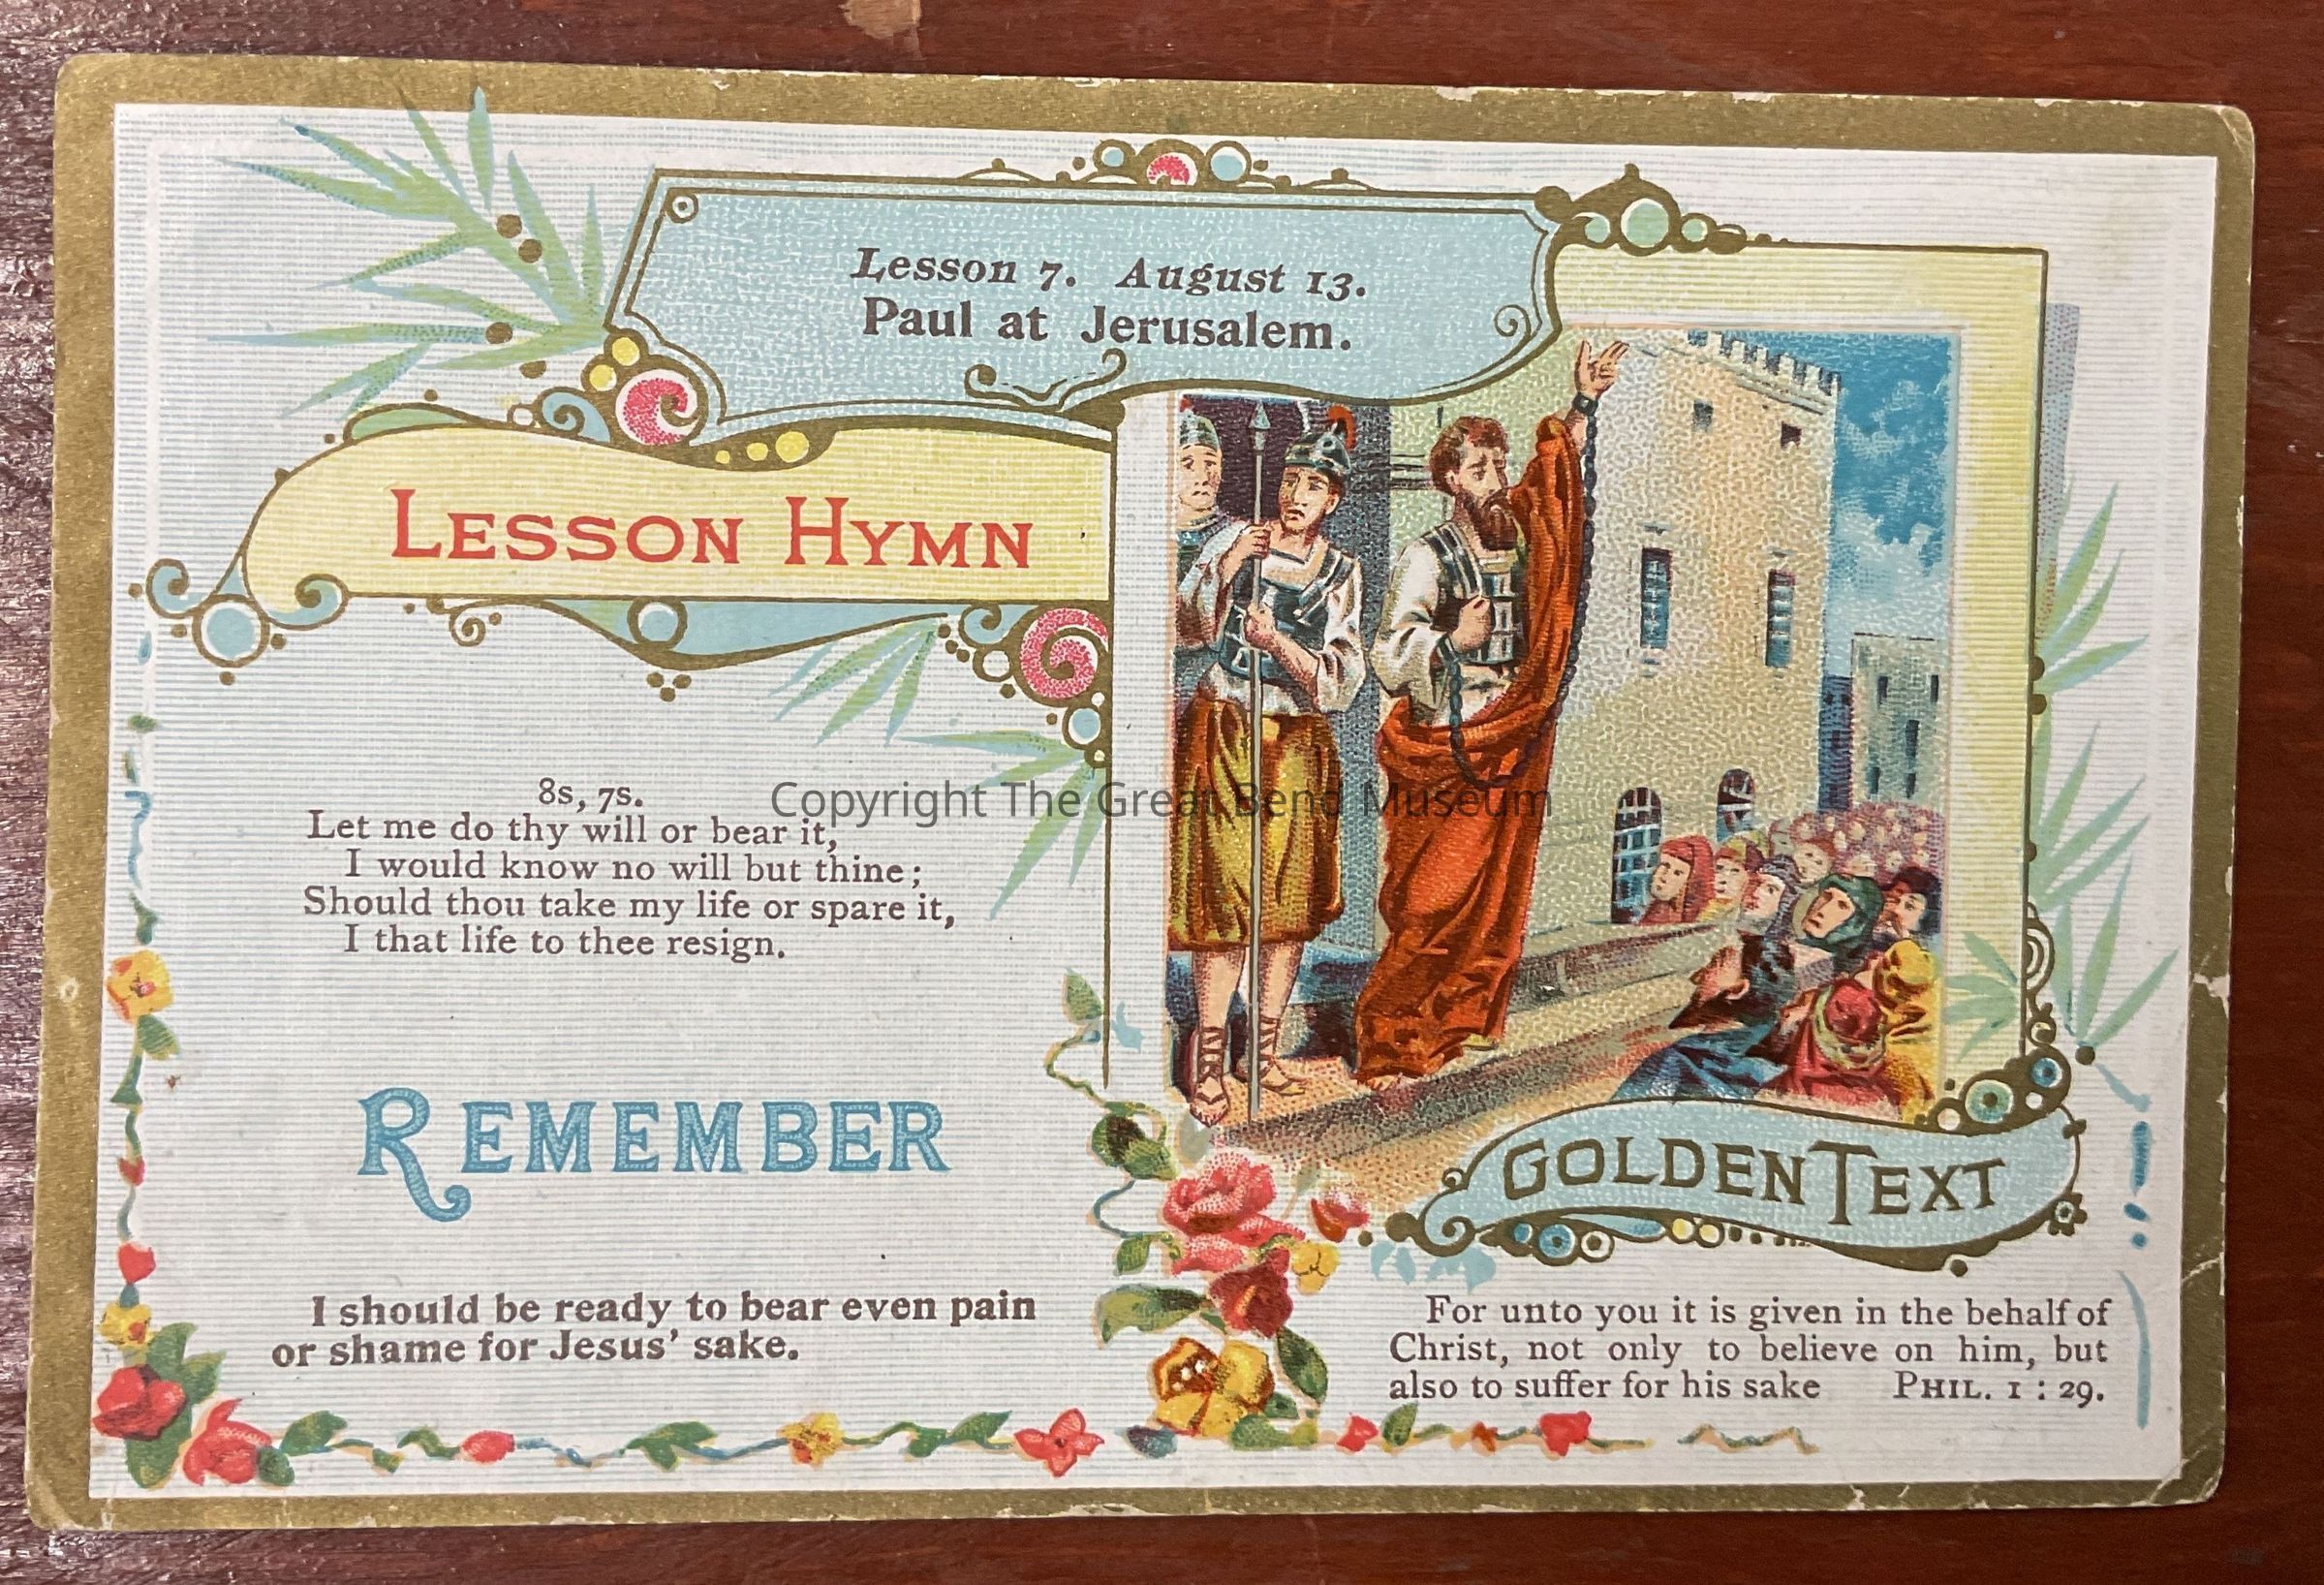 Lesson 7. August 13.
Paul at Jerusalem.
LESSON HYMN
8s, 7s.
Let me do thy will or bear it,
I would know no will but thine;
Should thou take my life or spare it,
I that life to thee resign.
REMEMBER
I should be ready to bear even pain
or shame for Jesus' sake.
GOLDEN TEXT
For unto you it is given in the behalf of
Christ, not only to believe on him, but
also to suffer for his sake PHIL. 1 : 29.
Copyright The Great Bend Museum